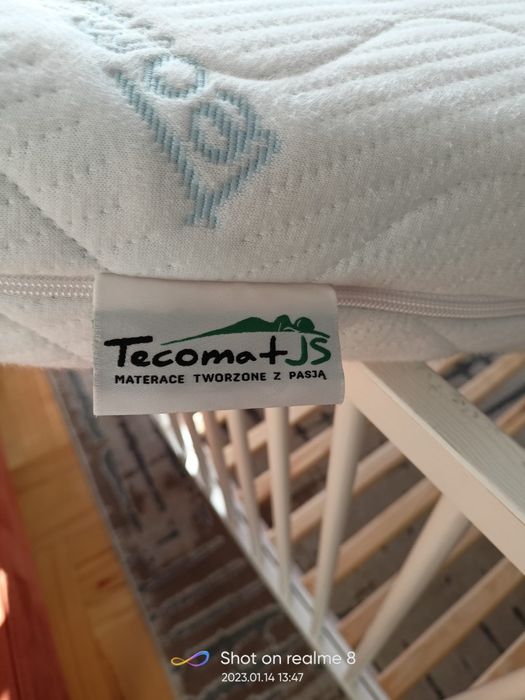 TecomatJS
MATERACE TWORZONE Z PASJĄ
Shot on realme 8
2023.01.14 13:47